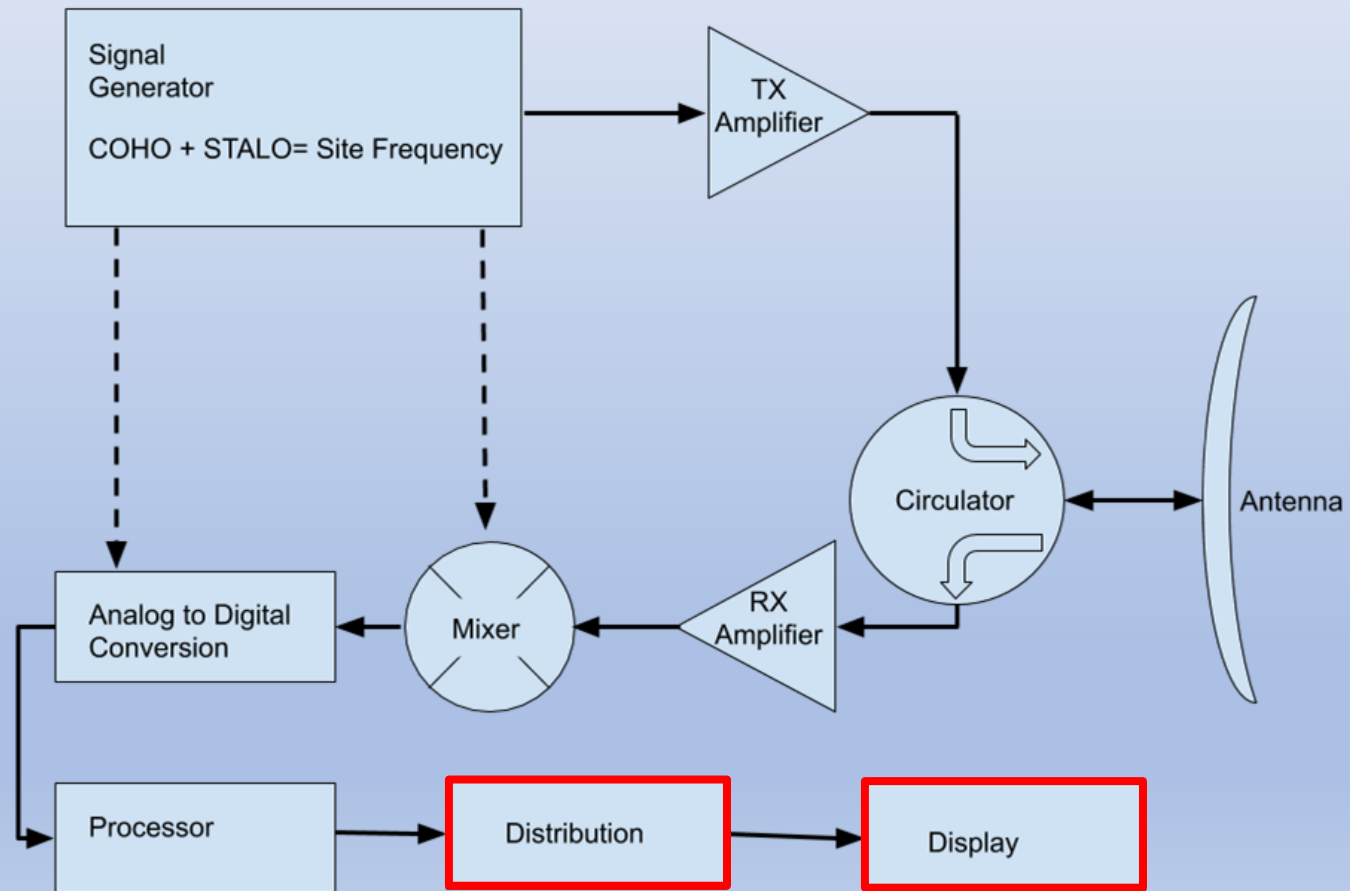 Signal
Generator
COHO + STALO= Site Frequency
TX
Amplifier
Circulator
Antenna
RX
Amplifier
Mixer
Analog to Digital
Conversion
Processor
Distribution
Display